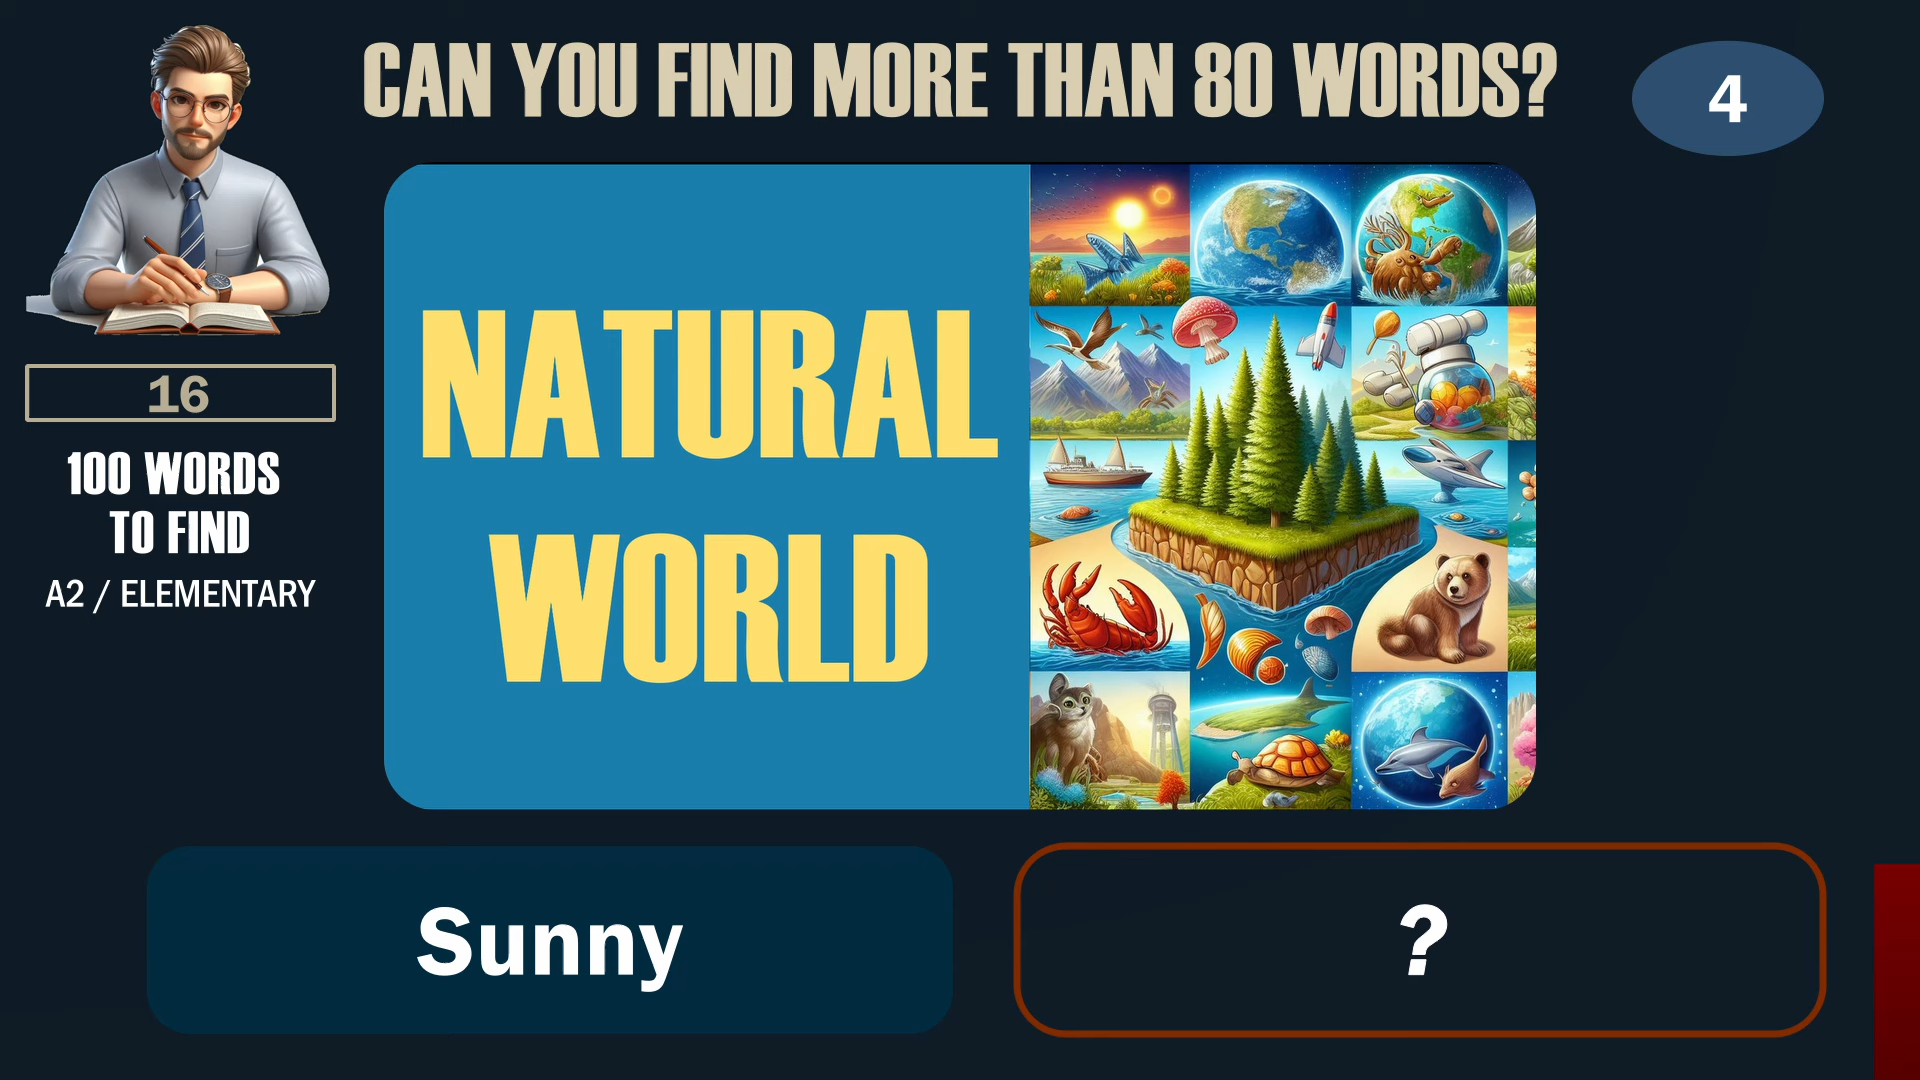 CAN YOU FIND MORE THAN 80 WORDS?
4
16
100 WORDS
TO FIND
A2 / ELEMENTARY
NATURAL
WORLD
Sunny
?